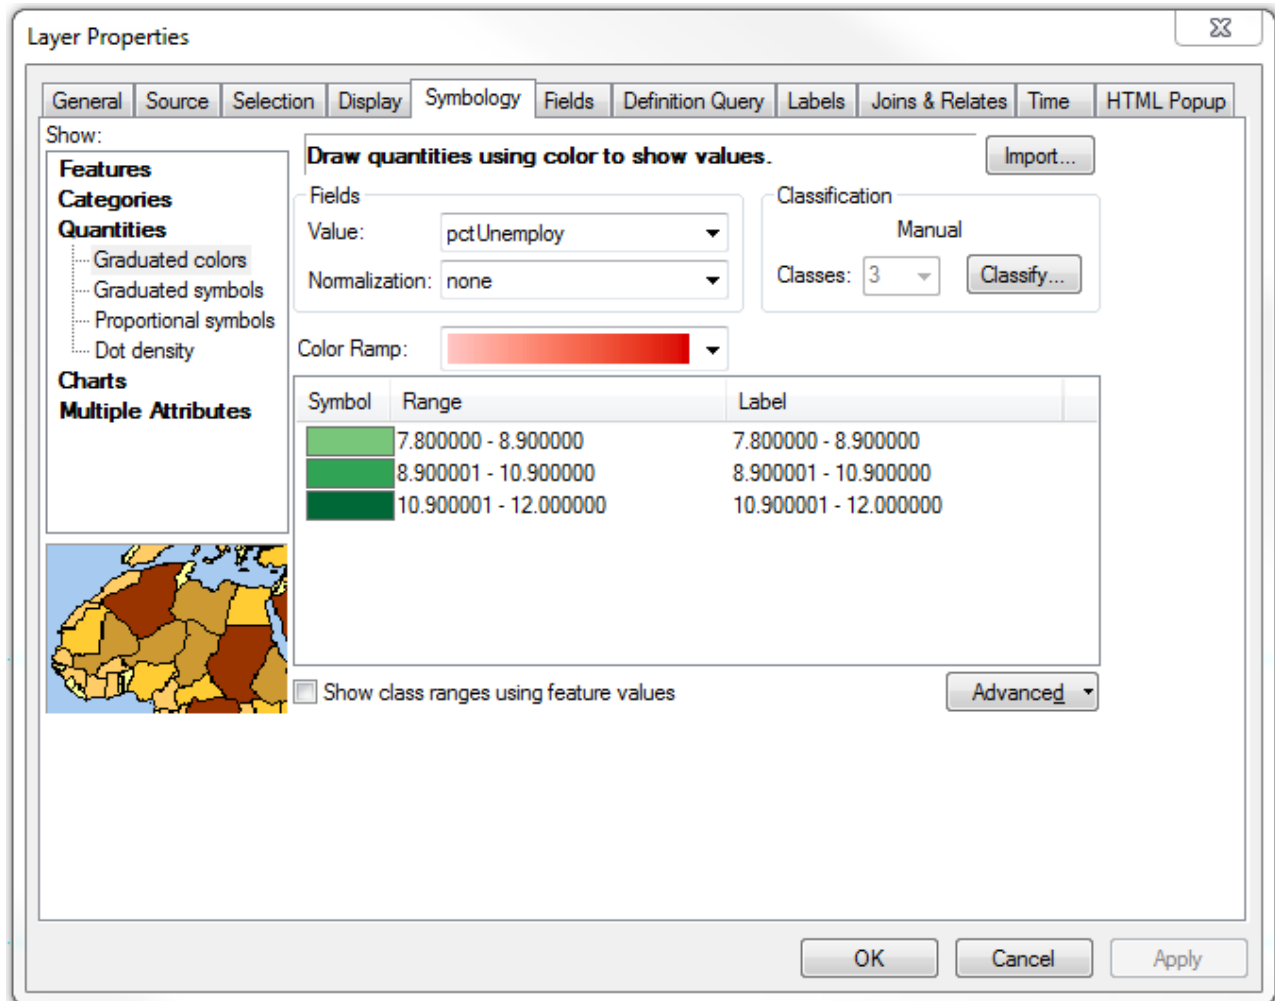 Layer Properties
General Source Selection Display Symbology Fields Definition Query Labels Joins & Relates Time HTML Popup
Show:
Features
Categories
Quantities
Graduated colors
Graduated symbols
Proportional symbols
Dot density
Charts
Multiple Attributes
Draw quantities using color to show values.
Import...
Fields
Value: pctUnemploy
Normalization: none
Classification
Manual
Classes: 3 Classify...
Color Ramp:
Symbol Range Label
7.800000 - 8.900000 7.800000 - 8.900000
8.900001 - 10.900000 8.900001 - 10.900000
10.900001 - 12.000000 10.900001 - 12.000000
Show class ranges using feature values
Advanced
OK Cancel Apply